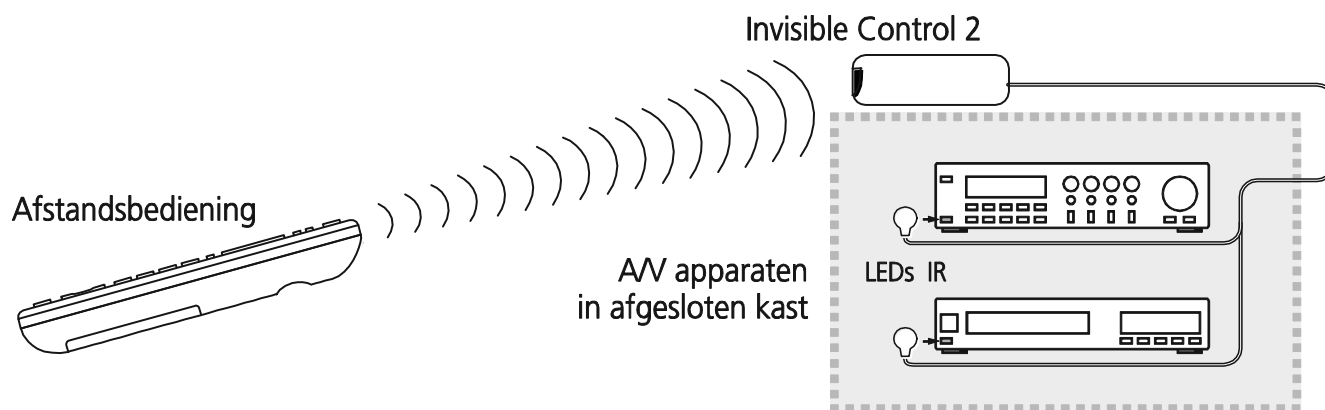 Invisible Control 2
Afstandsbediening
A/V apparaten
in afgesloten kast
LEDs IR